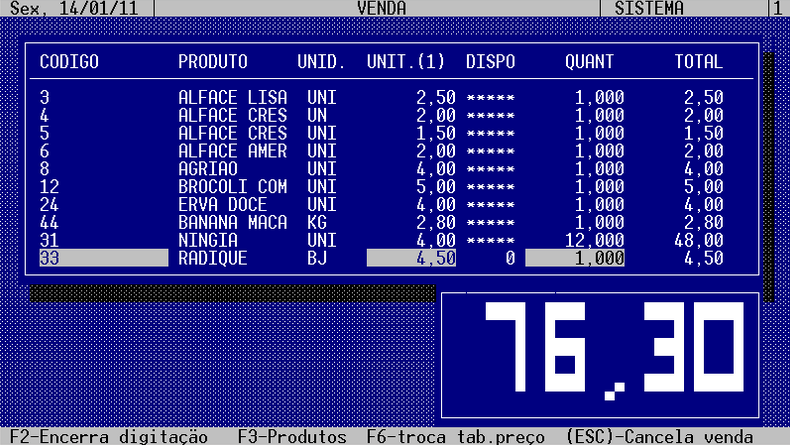 Sex, 14/01/11 VENDA SISTEMA 1
CODIGO PRODUTO UNID. UNIT.(1) DISPO QUANT TOTAL
3 ALFACE LISA UNI 2,50 ***** 1,000 2,50
4 ALFACE CRES UN 2,00 ***** 1,000 2,00
5 ALFACE CRES UNI 1,50 ***** 1,000 1,50
6 ALFACE AMER UNI 2,00 ***** 1,000 2,00
8 AGRIAO UNI 4,00 ***** 1,000 4,00
12 BROCOLI COM UNI 5,00 ***** 1,000 5,00
24 ERVA DOCE UNI 4,00 ***** 1,000 4,00
44 BANANA MACA KG 2,80 ***** 1,000 2,80
31 NINGIA UNI 4,00 ***** 12,000 48,00
33 RADIQUE BJ 4,50 0 1,000 4,50
76,30
F2-Encerra digitação F3-Produtos F6-troca tab.preço (ESC)-Cancela venda